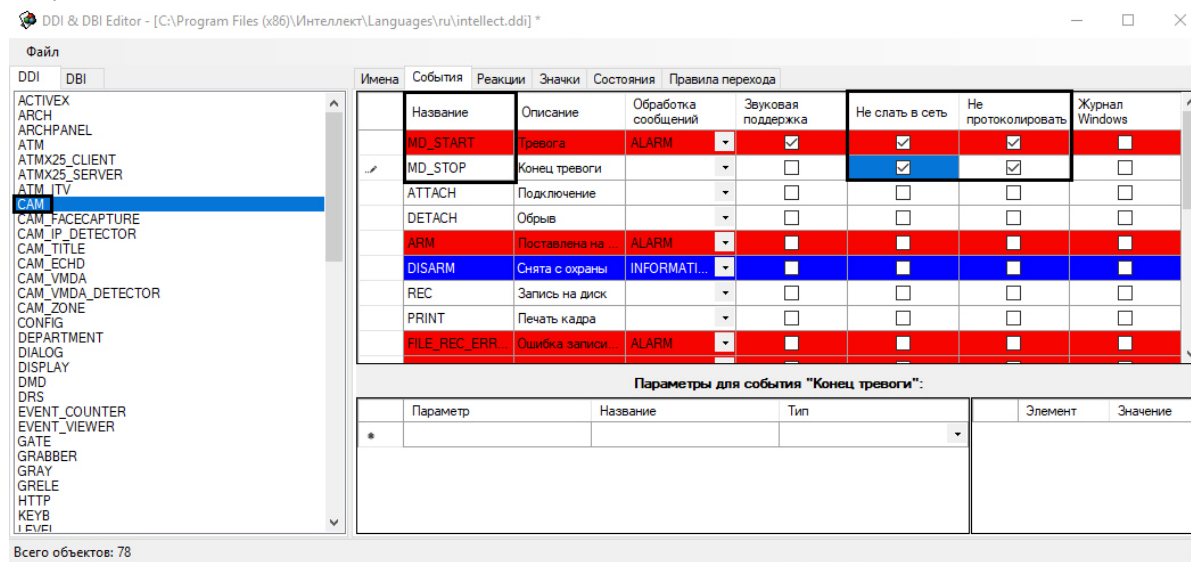 DDI & DBI Editor - [C:\Program Files (x86)\Интеллект\Languages\ru\intellect.ddi] *
Файл
DDI DBI
ACTIVEX
ARCH
ARCHPANEL
ATM
ATMX25_CLIENT
ATMX25_SERVER
ATM_ITV
CAM
CAM_FACECAPTURE
CAM_IP_DETECTOR
CAM_TITLE
CAM_ECHD
CAM_VMDA
CAM_VMDA_DETECTOR
CAM_ZONE
CONFIG
DEPARTMENT
DIALOG
DISPLAY
DMD
DRS
EVENT_COUNTER
EVENT_VIEWER
GATE
GRABBER
GRAY
GRELE
HTTP
KEYB
LEVEL
Имена События Реакции Значки Состояния Правила перехода
Название Описание Обработка сообщений Звуковая поддержка Не слать в сеть Не протоколировать Журнал Windows
MD_START Тревога ALARM
MD_STOP Конец тревоги
ATTACH Подключение
DETACH Обрыв
ARM Поставлена на ... ALARM
DISARM Снята с охраны INFORMATI...
REC Запись на диск
PRINT Печать кадра
FILE_REC_ERR... Ошибка записи... ALARM
Параметры для события "Конец тревоги":
Параметр Название Тип Элемент Значение
Всего объектов: 78